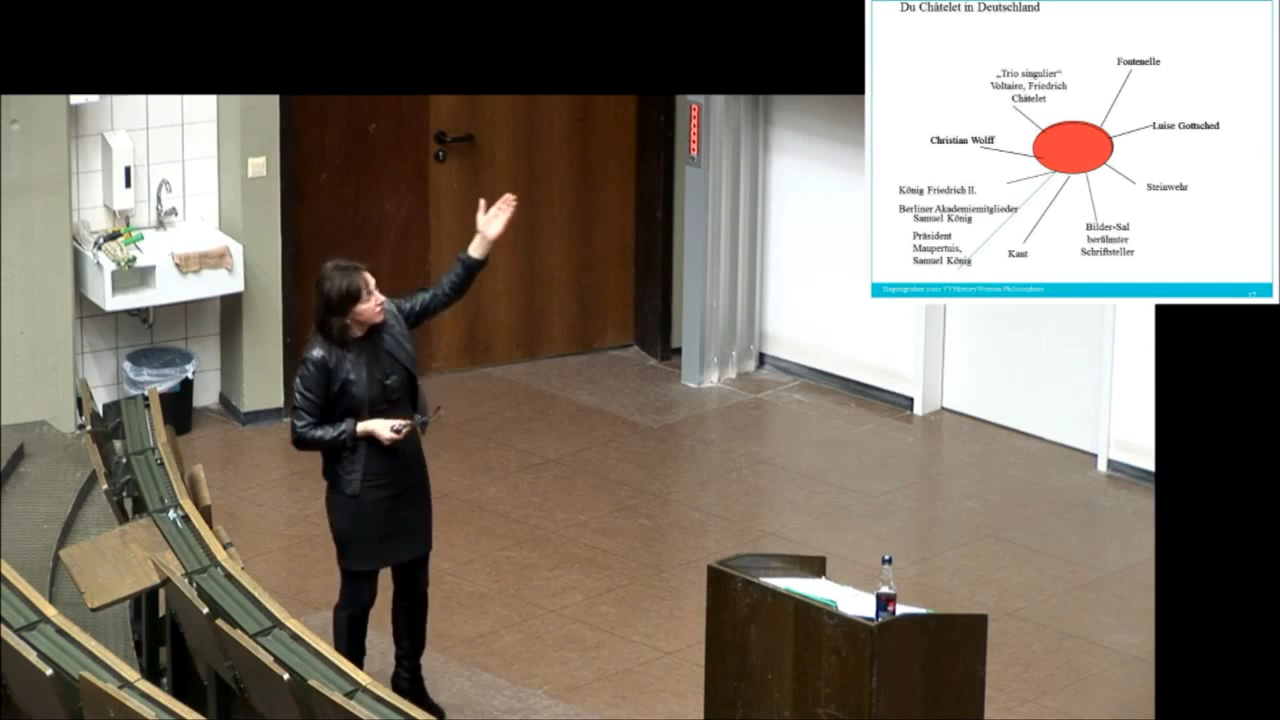 Du Châtelet in Deutschland
Fontenelle
„Trio singulier“
Voltaire, Friedrich
Châtelet
Luise Gottsched
Christian Wolff
Steinwehr
König Friedrich II.
Berliner Akademiemitglieder
Samuel König
Bilder-Sal
berühmter
Schriftsteller
Präsident
Maupertuis,
Samuel König
Kant
17